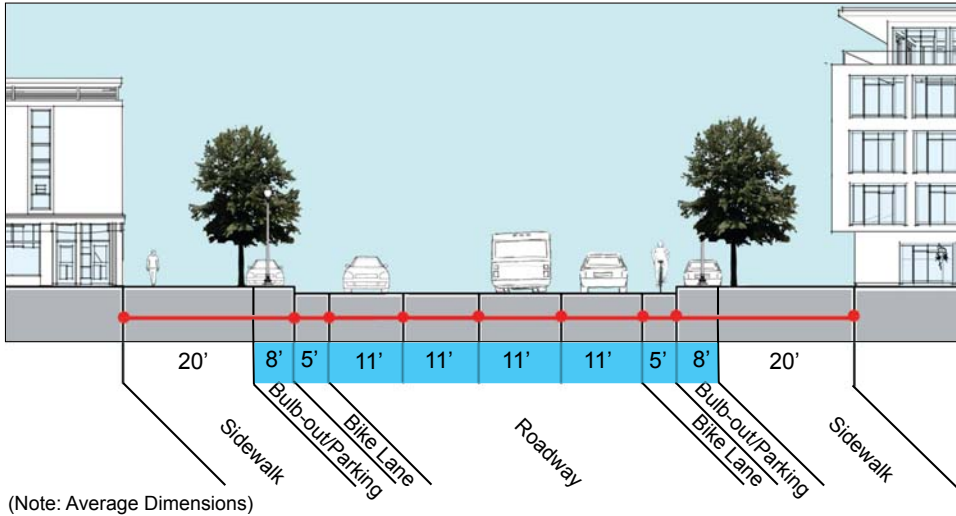 20’ 8’ 5’ 11’ 11’ 11’ 11’ 5’ 8’ 20’
Sidewalk
Bulb-out/Parking
Bike Lane
Roadway
Bike Lane
Bulb-out/Parking
Sidewalk
(Note: Average Dimensions)